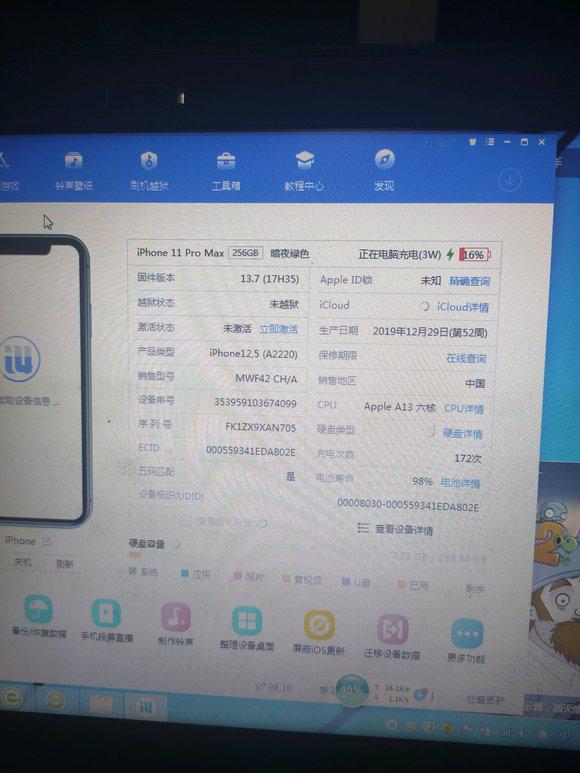 游戏 铃声壁纸 刷机越狱 工具箱 教程中心 发现
iPhone 11 Pro Max 256GB 暗夜绿色 正在电脑充电(3W) 16%
固件版本 13.7 (17H35) Apple ID锁 未知 精确查询
越狱状态 未越狱 iCloud iCloud详情
激活状态 未激活 立即激活 生产日期 2019年12月29日(第52周)
产品类型 iPhone12,5 (A2220) 保修期限 在线查询
销售型号 MWF42 CH/A 销售地区 中国
设备串号 353959103674099 CPU Apple A13 六核 CPU详情
序列号 FK1ZX9XAN705 硬盘类型 硬盘详情
ECID 000559341EDA802E 充电次数 172次
五码匹配 是 电池寿命 98% 电池详情
设备标识(UDID) 00008030-000559341EDA802E
查看设备详情
读取设备信息 ...
iPhone
关机 刷新
硬盘容量 7.82 GB / 238.34 GB
系统 应用 照片 音视频 U盘 已用 剩余
备份/恢复数据 手机投屏直播 制作铃声 整理设备桌面 屏蔽iOS更新 迁移设备数据 更多功能
V7.98.18 46% 16.1K/s 1.1K/s 检查更新
2
中